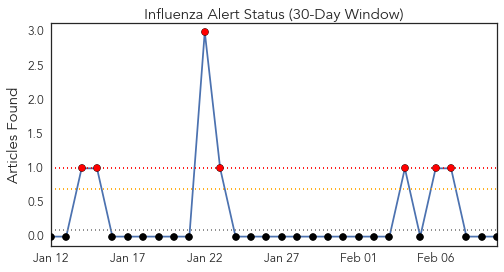 Influenza Alert Status (30-Day Window)
Articles Found
3.0
2.5
2.0
1.5
1.0
0.5
0.0
Jan 12
Jan 17
Jan 22
Jan 27
Feb 01
Feb 06